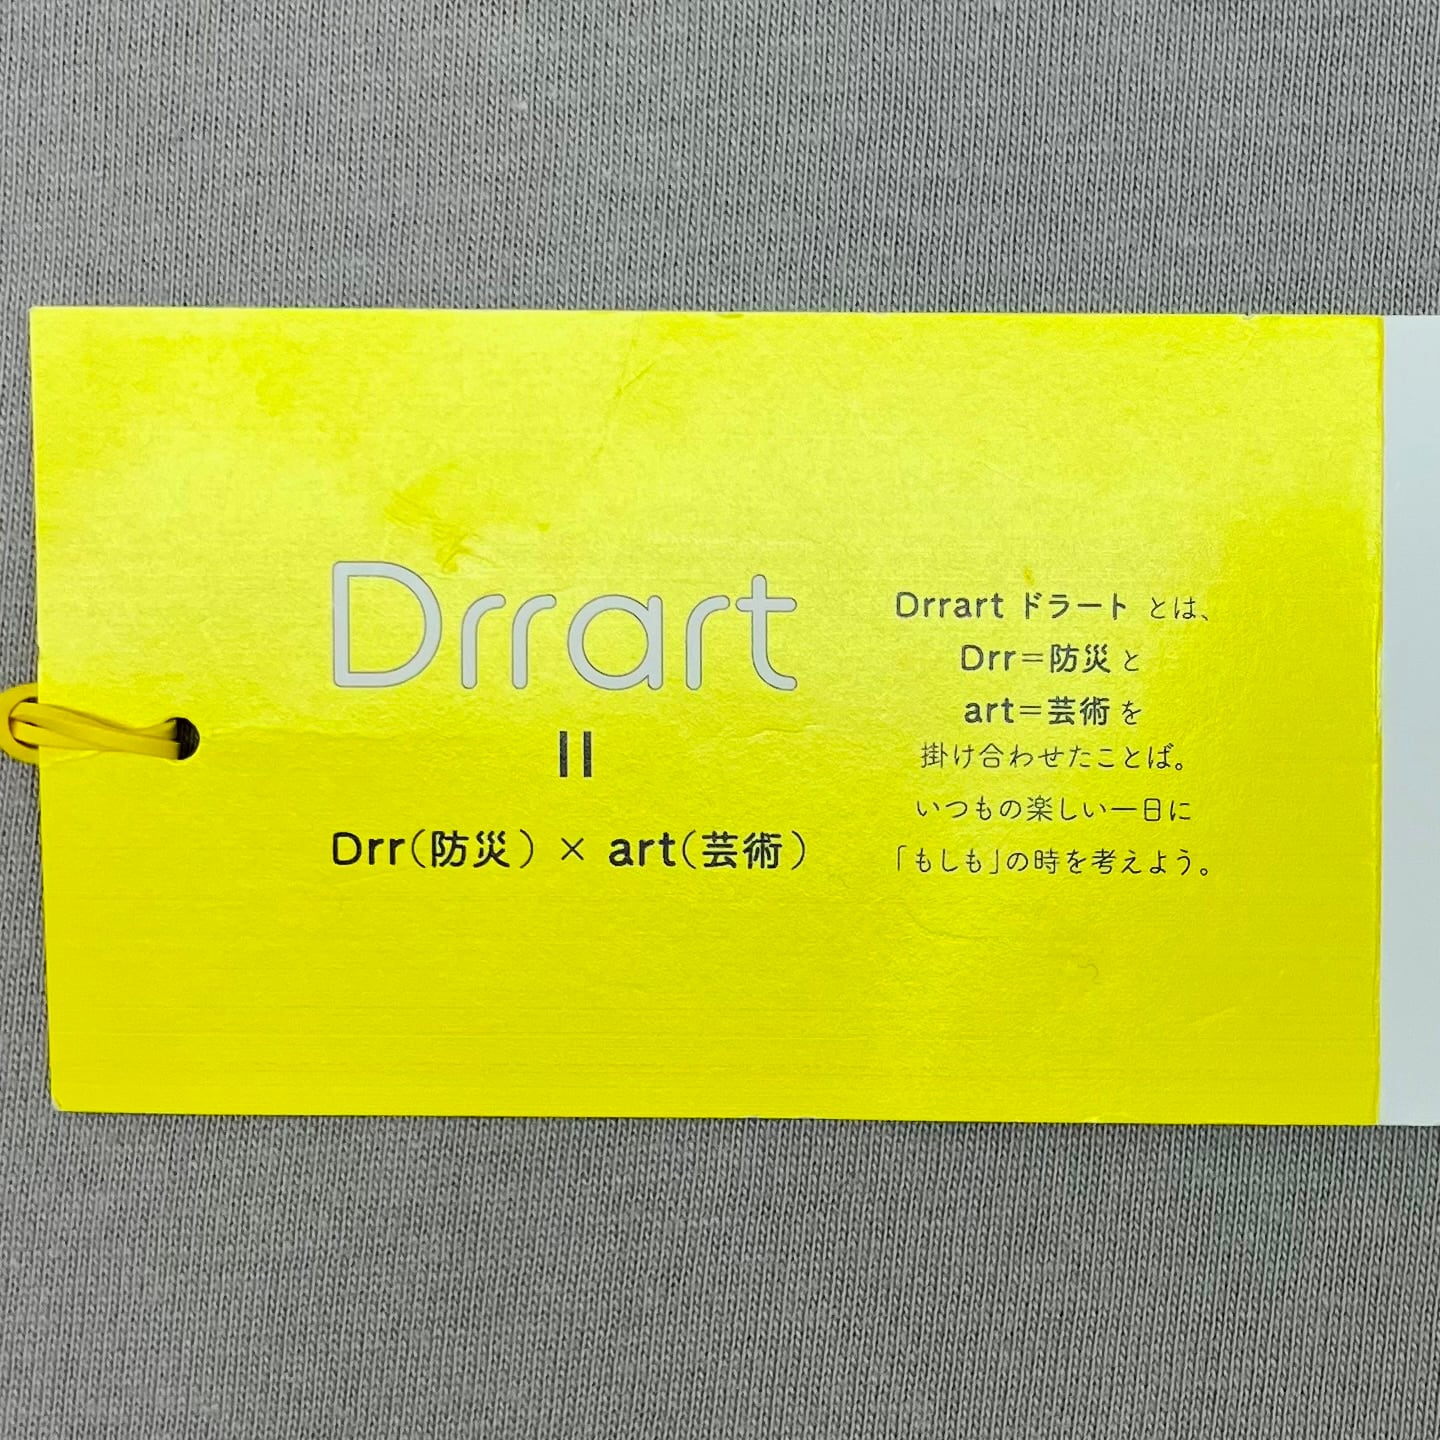 Drrart
=
Drr(防災) × art(芸術)
Drrart ドラート とは、
Drr=防災 と
art=芸術 を
掛け合わせたことば。
いつもの楽しい一日に
「もしも」の時を考えよう。